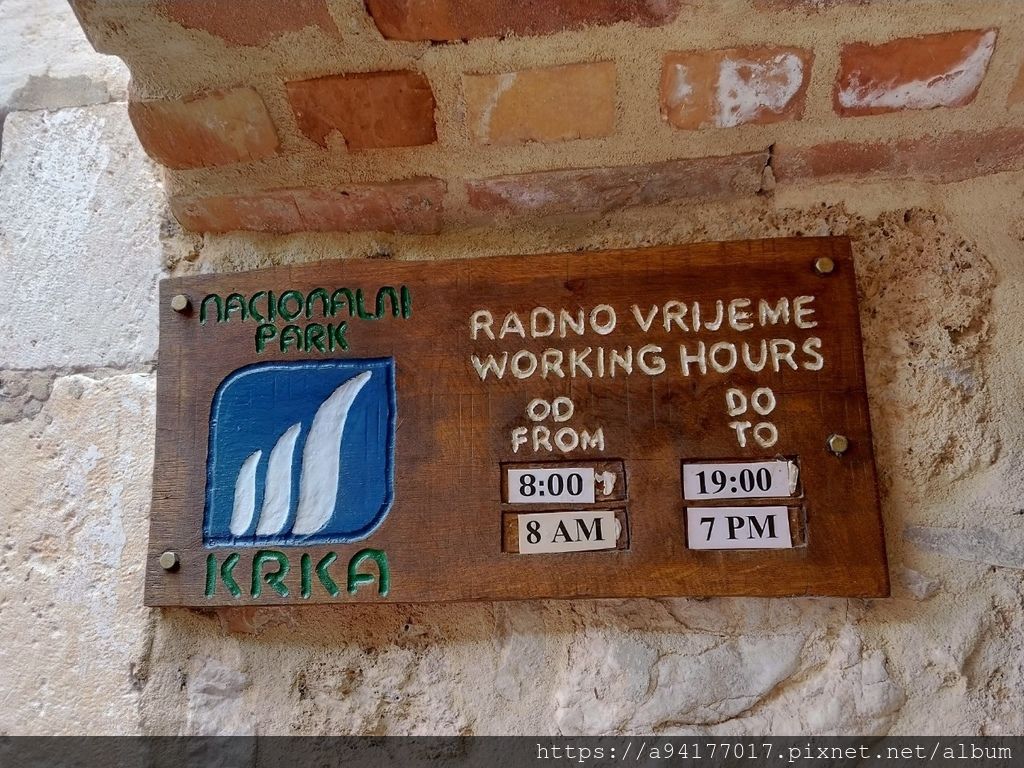 NACIONALNI
PARK
KRKA
RADNO VRIJEME
WORKING HOURS
OD
FROM
8:00
8 AM
DO
TO
19:00
7 PM
https://a94177017.pixnet.net/album